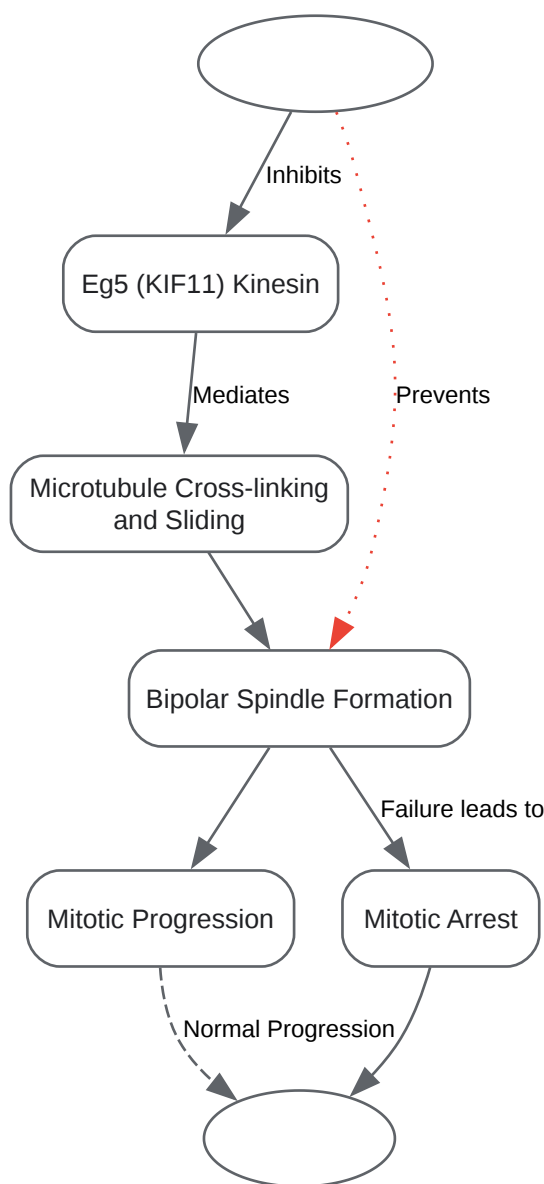 Inhibits
Eg5 (KIF11) Kinesin
Mediates
Prevents
Microtubule Cross-linking
and Sliding
Bipolar Spindle Formation
Failure leads to
Mitotic Progression
Mitotic Arrest
Normal Progression